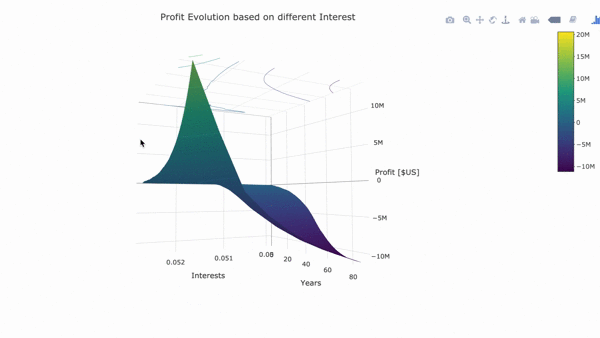 Profit Evolution based on different Interest
20M
15M
10M
5M
0
−5M
−10M
10M
5M
Profit [$US]
0
−5M
−10M
0.052
0.051
20
40
60
80
Interests
Years